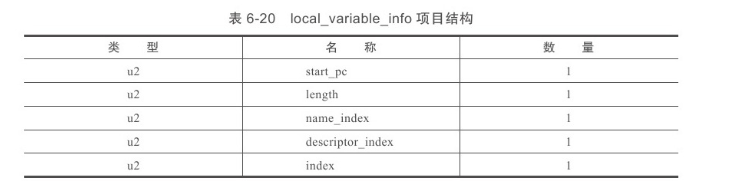 表 6-20 local_variable_info 项目结构
类 型 名 称 数 量
u2 start_pc 1
u2 length 1
u2 name_index 1
u2 descriptor_index 1
u2 index 1